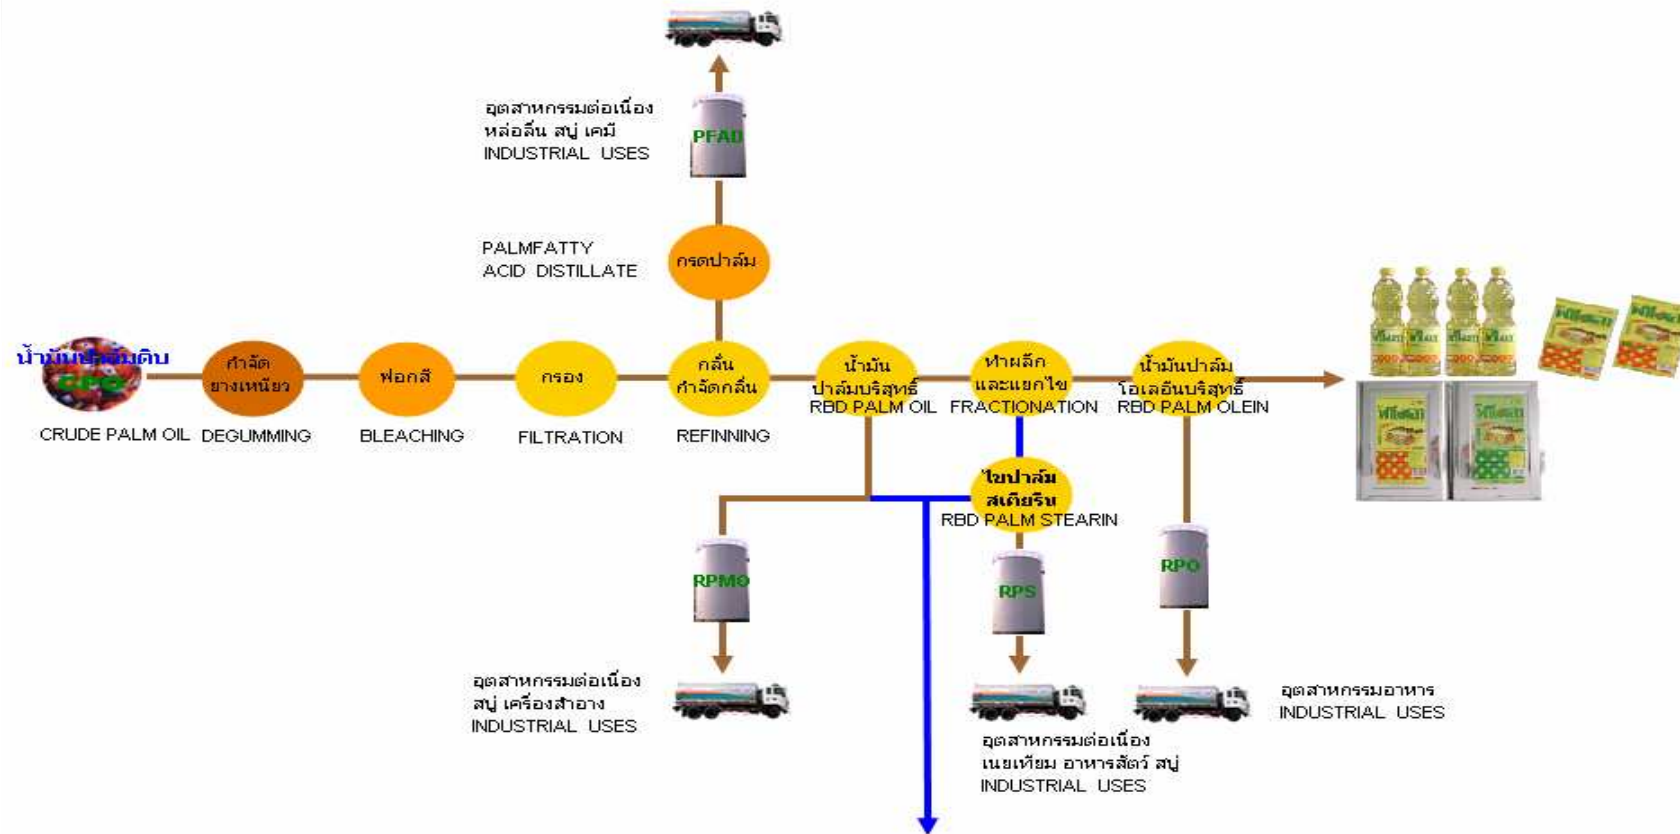 อุตสาหกรรมต่อเนื่อง
หล่อลื่น สบู่ เคมี
INDUSTRIAL USES
PFAD
PALMFATTY
ACID DISTILLATE
กรดปาล์ม
น้ำมันปาล์มดิบ
CPO
CRUDE PALM OIL
กำจัด
ยางเหนียว
DEGUMMING
ฟอกสี
BLEACHING
กรอง
FILTRATION
กลั่น
กำจัดกลิ่น
REFINNING
น้ำมัน
ปาล์มบริสุทธิ์
RBD PALM OIL
ทำผลึก
และแยกไข
FRACTIONATION
น้ำมันปาล์ม
โอเลอีนบริสุทธิ์
RBD PALM OLEIN
ไขปาล์ม
สเตียริน
RBD PALM STEARIN
RPMO
RPS
RPO
อุตสาหกรรมต่อเนื่อง
สบู่ เครื่องสำอาง
INDUSTRIAL USES
อุตสาหกรรมต่อเนื่อง
เนยเทียม อาหารสัตว์ สบู่
INDUSTRIAL USES
อุตสาหกรรมอาหาร
INDUSTRIAL USES